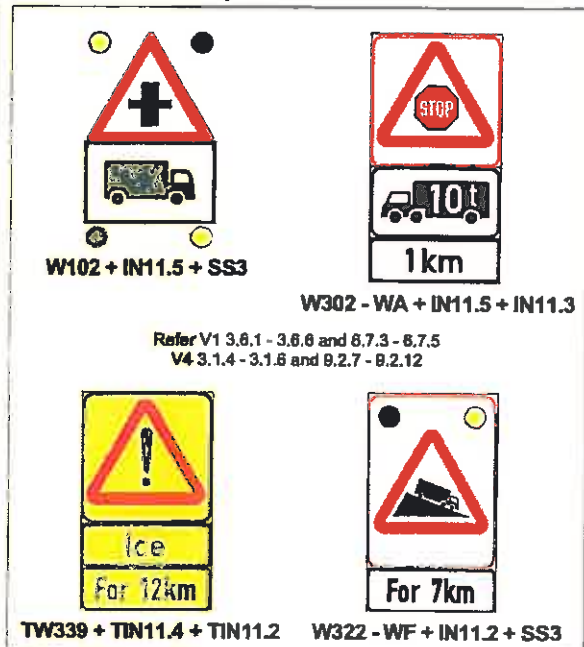 STOP
10t
1km
W102 + IN11.5 + SS3
W302 - WA + IN11.5 + IN11.3
Refer V1 3.6.1 - 3.6.6 and 6.7.3 - 6.7.5
V4 3.1.4 - 3.1.6 and 9.2.7 - 9.2.12
Ice
For 12km
For 7km
TW339 + TIN11.4 + TIN11.2
W322 - WF + IN11.2 + SS3